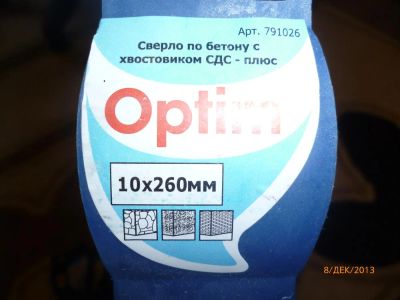 Арт. 791026
Сверло по бетону с
хвостовиком СДС - плюс
Optim
10x260мм
8/ДЕК/2013